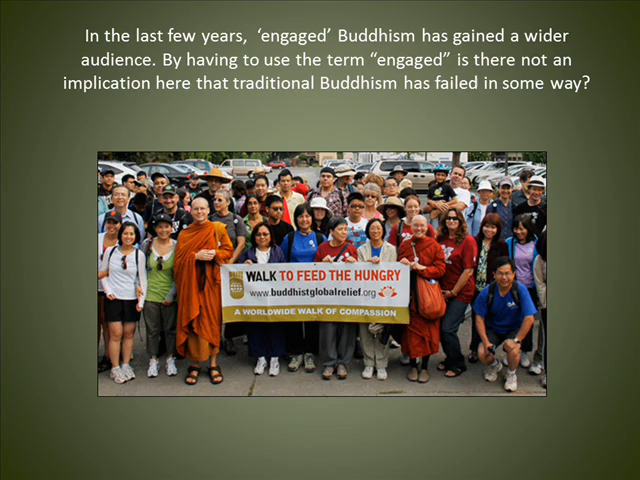 In the last few years,  ‘engaged’ Buddhism has gained a wider
audience. By having to use the term “engaged” is there not an
implication here that traditional Buddhism has failed in some way?
WALK TO FEED THE HUNGRY
www.buddhistglobalrelief.org
A WORLDWIDE WALK OF COMPASSION